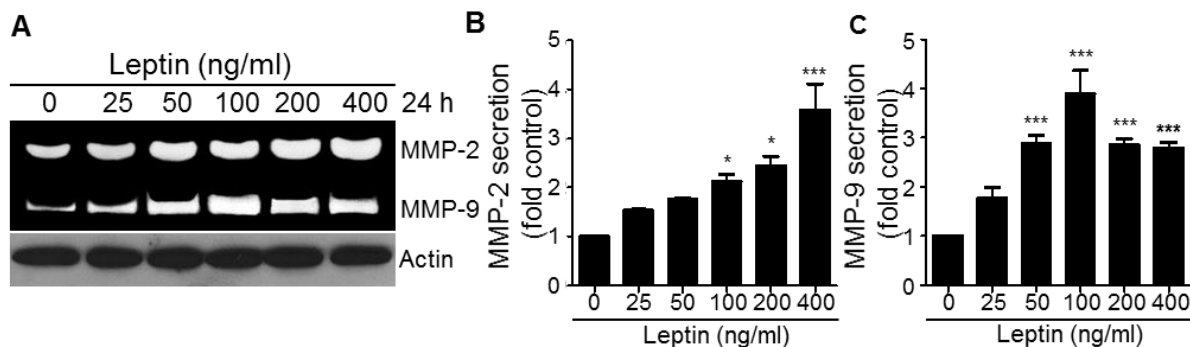 A
Leptin (ng/ml)
0 25 50 100 200 400 24 h
MMP-2
MMP-9
Actin
B
MMP-2 secretion
(fold control)
5
4
3
2
1
0
* * ***
0 25 50 100 200 400
Leptin (ng/ml)
C
MMP-9 secretion
(fold control)
5
4
3
2
1
0
*** *** *** ***
0 25 50 100 200 400
Leptin (ng/ml)